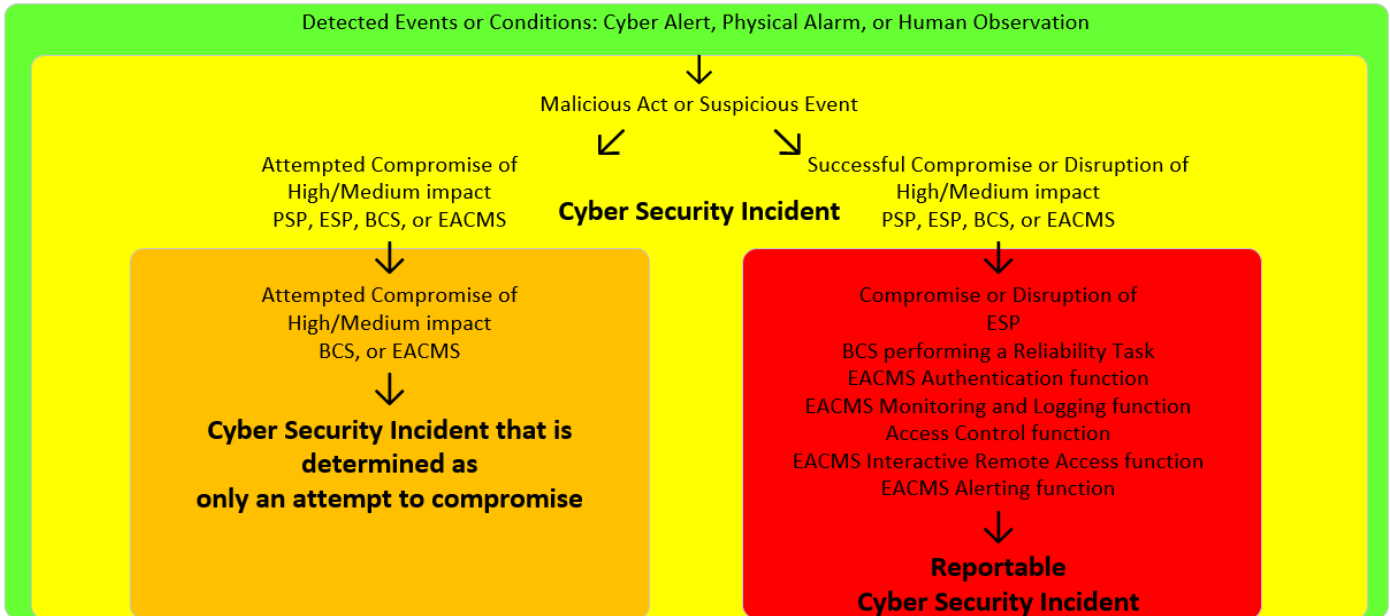 Detected Events or Conditions: Cyber Alert, Physical Alarm, or Human Observation
Malicious Act or Suspicious Event
Attempted Compromise of
High/Medium impact
PSP, ESP, BCS, or EACMS
Cyber Security Incident
Successful Compromise or Disruption of
High/Medium impact
PSP, ESP, BCS, or EACMS
Attempted Compromise of
High/Medium impact
BCS, or EACMS
Cyber Security Incident that is
determined as
only an attempt to compromise
Compromise or Disruption of
ESP
BCS performing a Reliability Task
EACMS Authentication function
EACMS Monitoring and Logging function
Access Control function
EACMS Interactive Remote Access function
EACMS Alerting function
Reportable
Cyber Security Incident